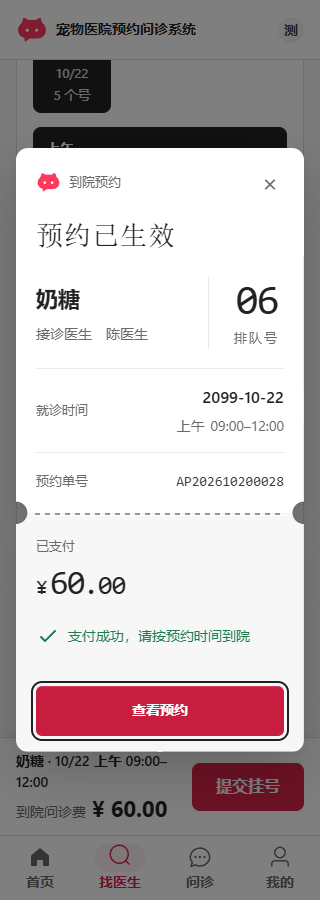 宠物医院预约问诊系统
测
10/22
5 个号
到院预约
×
预约已生效
奶糖
接诊医生 陈医生
06
排队号
就诊时间
2099-10-22
上午 09:00–12:00
预约单号
AP202610200028
已支付
¥60.00
支付成功，请按预约时间到院
查看预约
奶糖 · 10/22 上午 09:00–
12:00
到院问诊费 ¥ 60.00
提交挂号
首页
找医生
问诊
我的